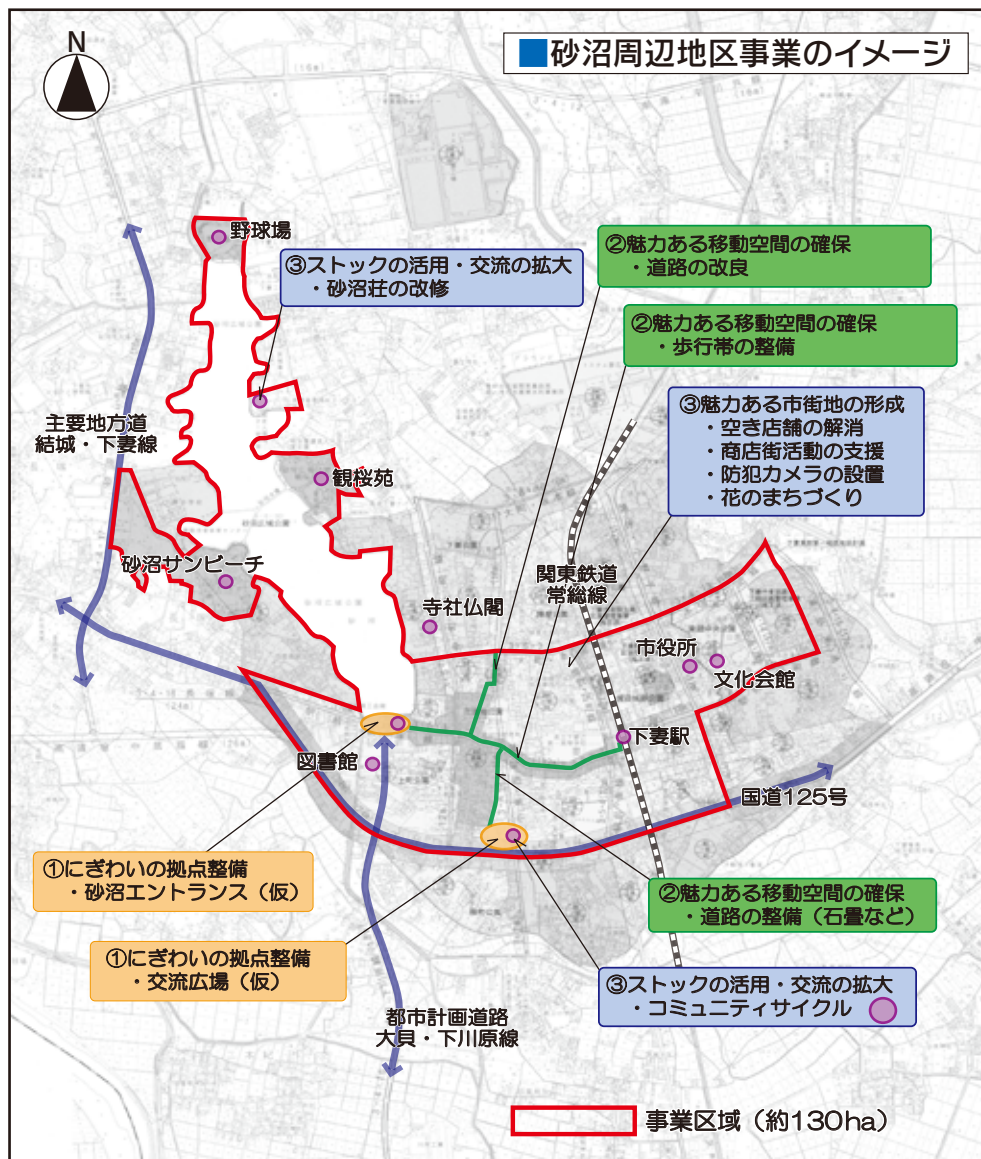 ■砂沼周辺地区事業のイメージ
N
野球場
③ストックの活用・交流の拡大
・砂沼荘の改修
②魅力ある移動空間の確保
・道路の改良
②魅力ある移動空間の確保
・歩行帯の整備
③魅力ある市街地の形成
・空き店舗の解消
・商店街活動の支援
・防犯カメラの設置
・花のまちづくり
主要地方道
結城・下妻線
観桜苑
砂沼サンビーチ
関東鉄道
常総線
寺社仏閣
市役所
文化会館
下妻駅
図書館
国道125号
①にぎわいの拠点整備
・砂沼エントランス（仮）
②魅力ある移動空間の確保
・道路の整備（石畳など）
①にぎわいの拠点整備
・交流広場（仮）
③ストックの活用・交流の拡大
・コミュニティサイクル
都市計画道路
大貝・下川原線
事業区域（約130ha）